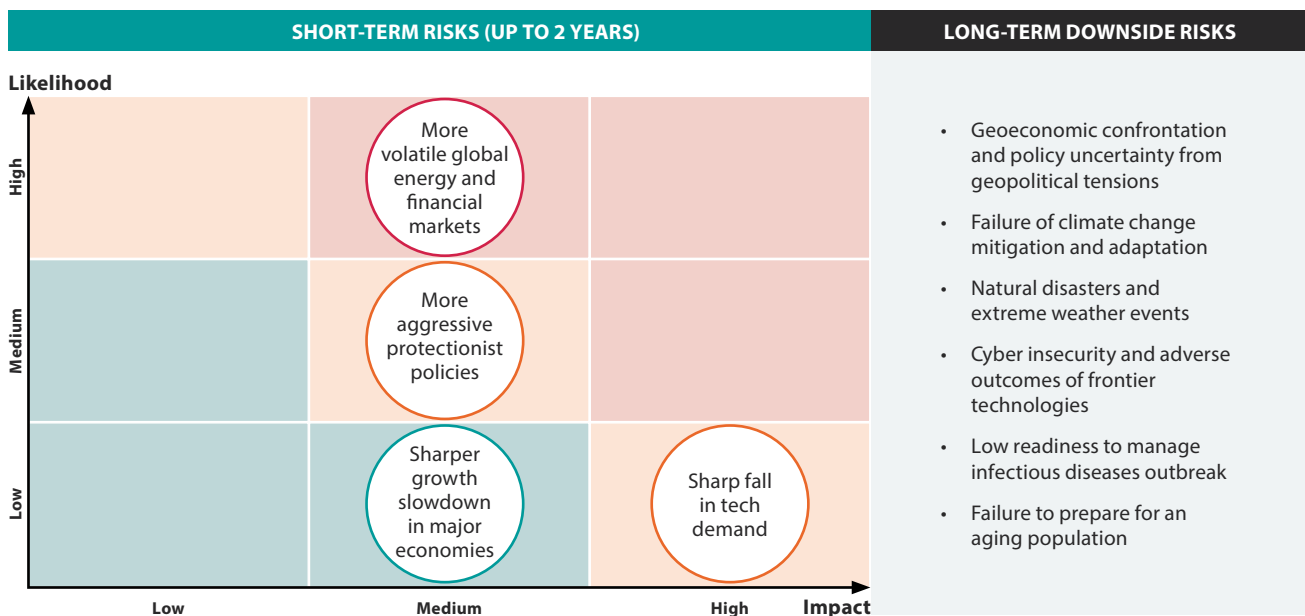 SHORT-TERM RISKS (UP TO 2 YEARS)
LONG-TERM DOWNSIDE RISKS
Likelihood
High
More
volatile global
energy and
financial
markets
Medium
More
aggressive
protectionist
policies
Low
Sharper
growth
slowdown
in major
economies
Sharp fall
in tech
demand
Low
Medium
High
Impact
• Geoeconomic confrontation
and policy uncertainty from
geopolitical tensions
• Failure of climate change
mitigation and adaptation
• Natural disasters and
extreme weather events
• Cyber insecurity and adverse
outcomes of frontier
technologies
• Low readiness to manage
infectious diseases outbreak
• Failure to prepare for an
aging population